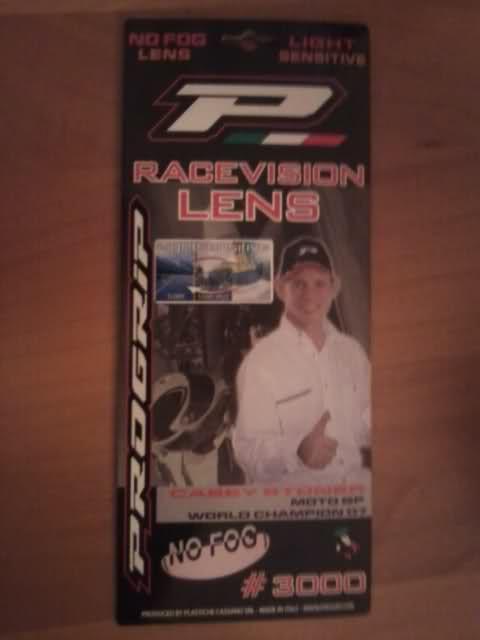 NO FOG
LENS
LIGHT
SENSITIVE
P
RACEVISION
LENS
PROGRIP
CASEY STONER
MOTO GP
WORLD CHAMPION 07
NO FOG
# 3000